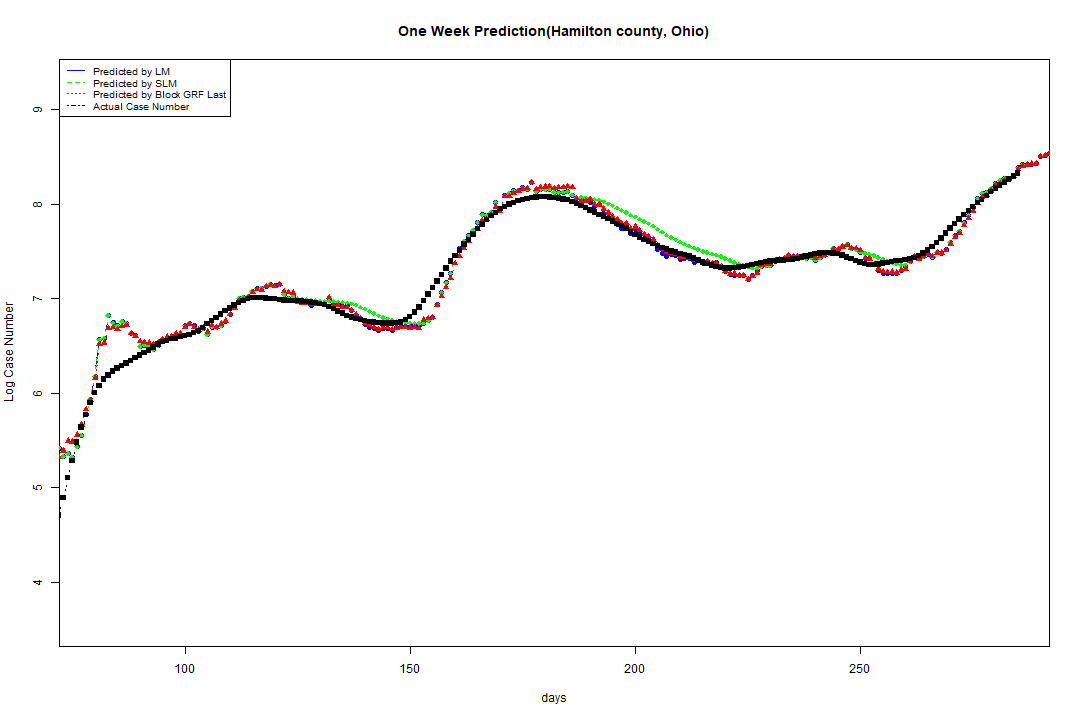 One Week Prediction(Hamilton county, Ohio)
Predicted by LM
Predicted by SLM
Predicted by Block GRF Last
Actual Case Number
9
8
7
6
5
4
Log Case Number
100 150 200 250
days